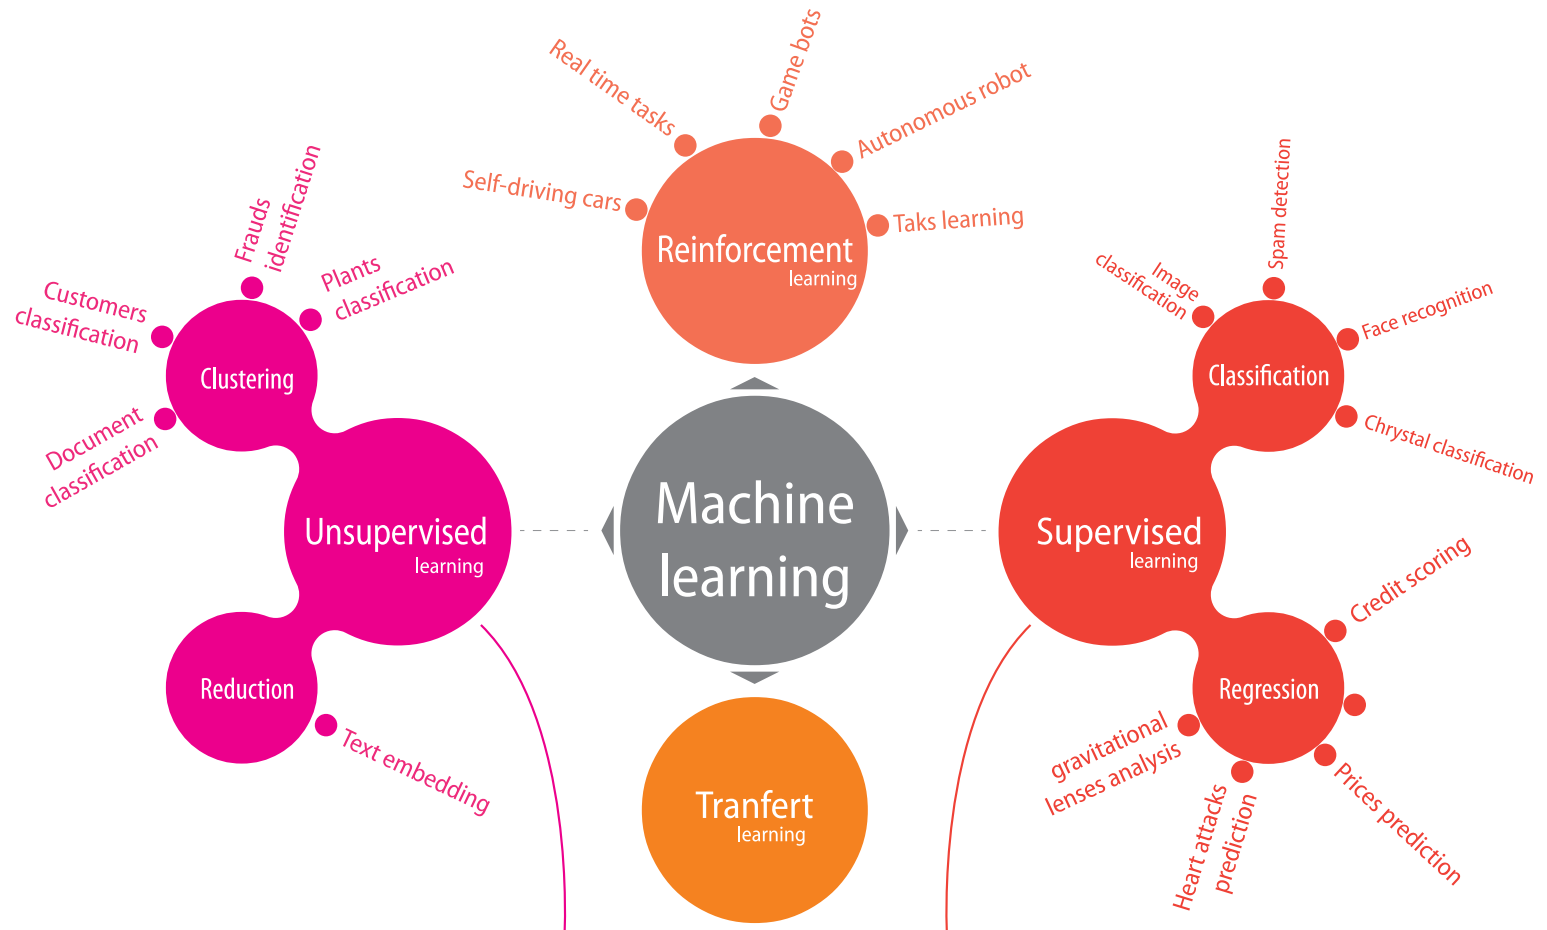 Game bots
Real time tasks
Autonomous robot
Self-driving cars
Taks learning
Reinforcement
learning
Frauds
identification
Plants
classification
Customers
classification
Document
classification
Clustering
Unsupervised
learning
Reduction
Text embedding
Machine
learning
Tranfert
learning
Spam detection
Image
classification
Face recognition
Chrystal classification
Classification
Supervised
learning
Credit scoring
Regression
gravitational
lenses analysis
Heart attacks
prediction
Prices prediction